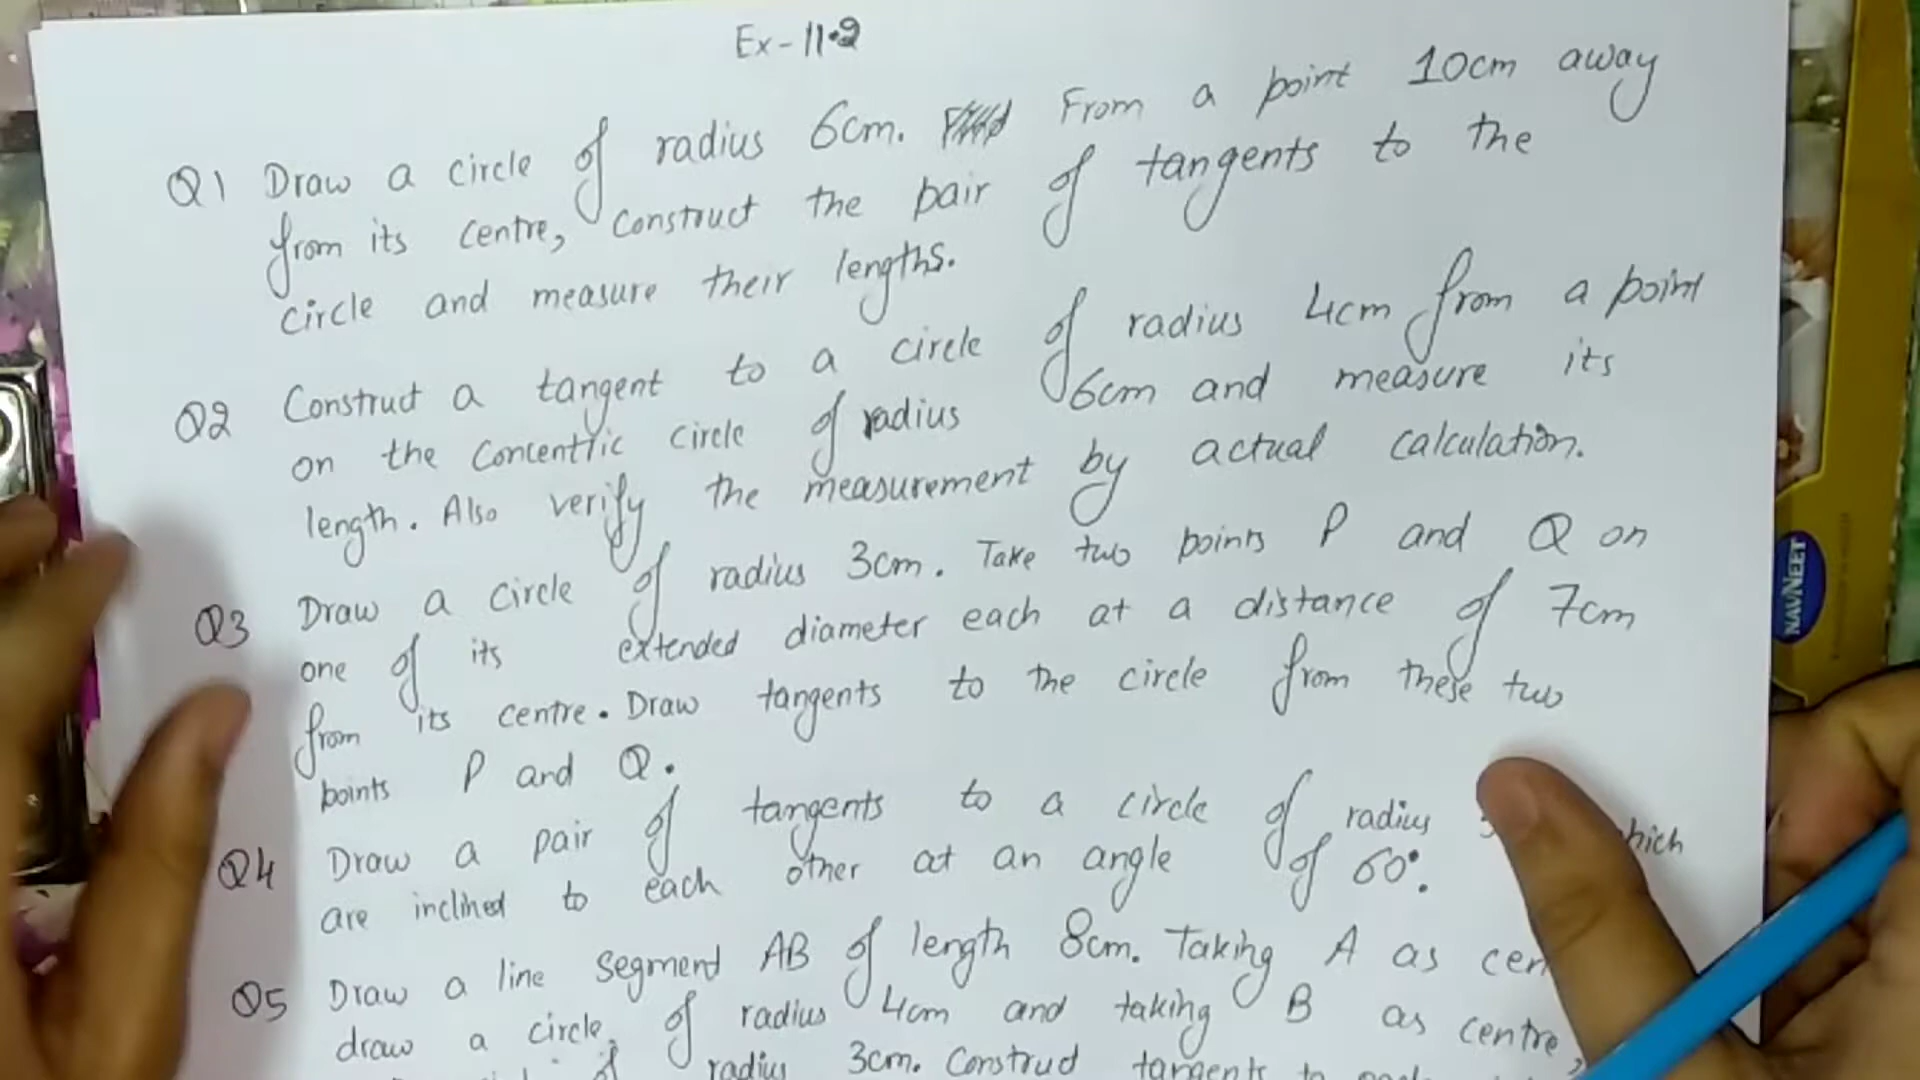 Ex-11.2
Q1 Draw a circle of radius 6cm. From a point 10cm away
from its centre, construct the pair of tangents to the
circle and measure their lengths.
Q2 Construct a tangent to a circle of radius 4cm from a point
on the concentric circle of radius 6cm and measure its
length. Also verify the measurement by actual calculation.
Q3 Draw a circle of radius 3cm. Take two points P and Q on
one of its extended diameter each at a distance of 7cm
from its centre. Draw tangents to the circle from these two
points P and Q.
Q4 Draw a pair of tangents to a circle of radius
are inclined to each other at an angle of 60°.
Q5 Draw a line segment AB of length 8cm. Taking A as
draw a circle, of radius 4cm and taking B as centre,
radius 3cm. Construct tangents to
NAVNEET